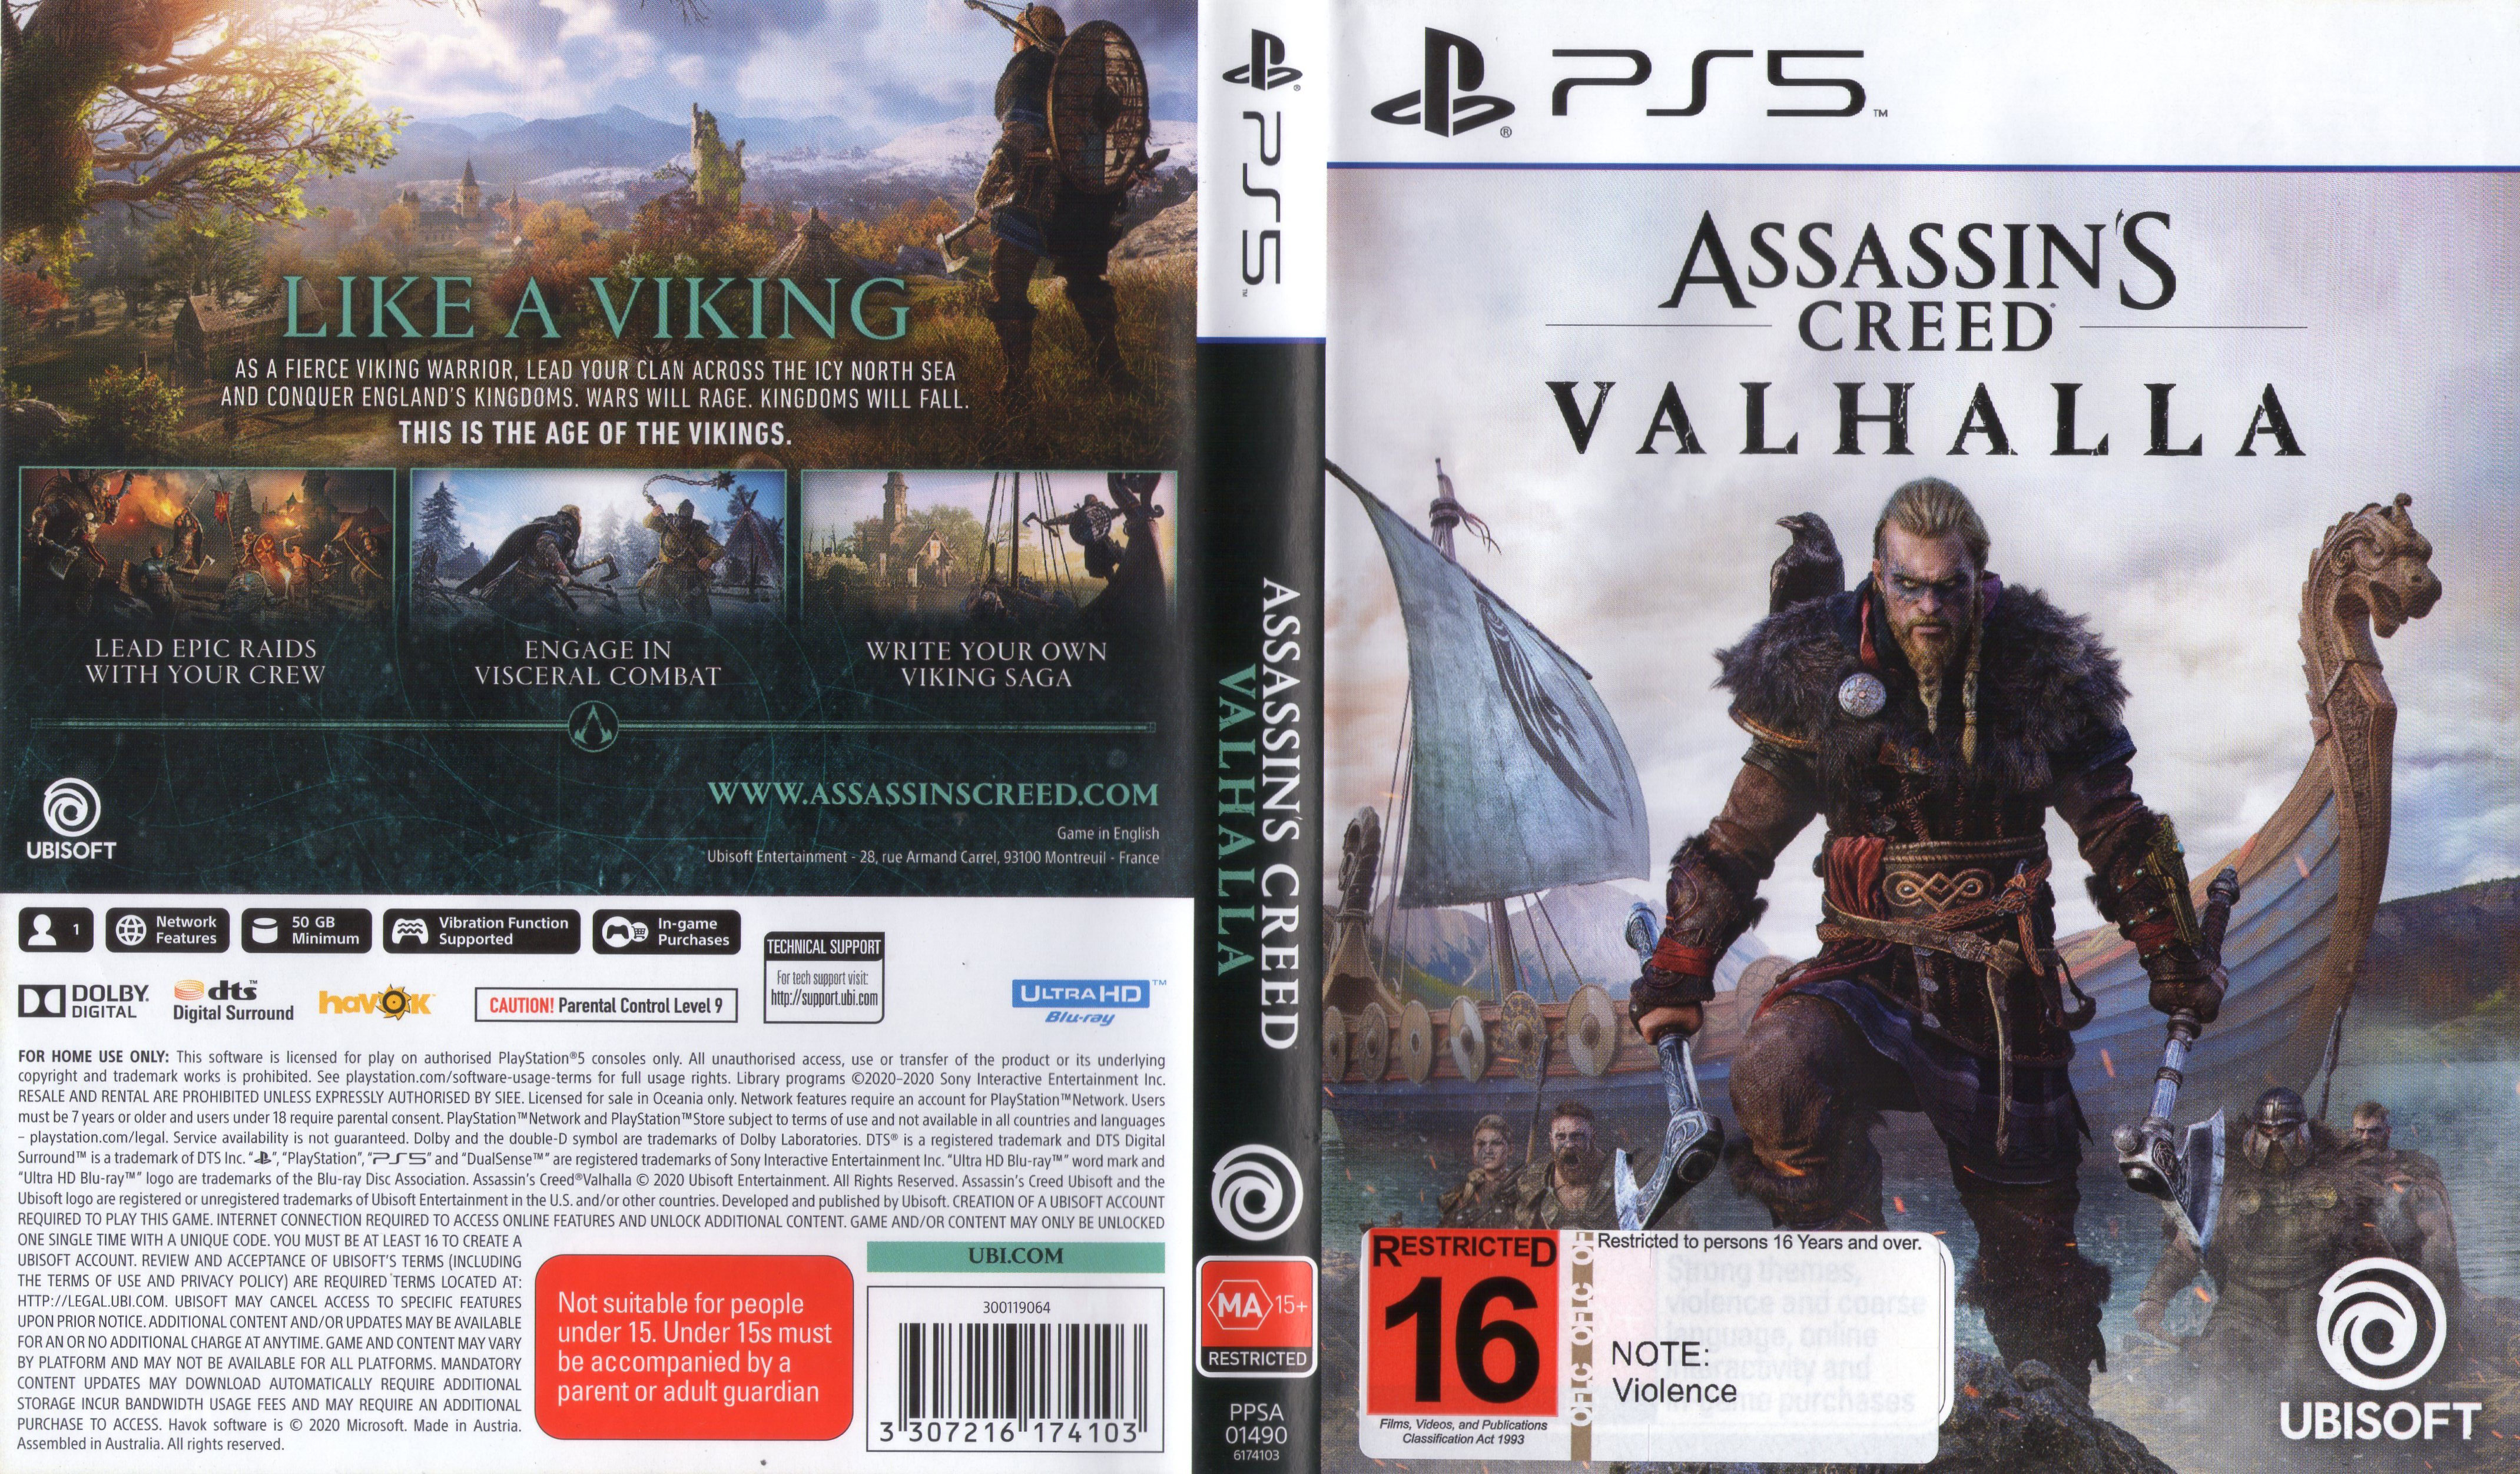 LIKE A VIKING
AS A FIERCE VIKING WARRIOR, LEAD YOUR CLAN ACROSS THE ICY NORTH SEA
AND CONQUER ENGLAND'S KINGDOMS. WARS WILL RAGE. KINGDOMS WILL FALL.
THIS IS THE AGE OF THE VIKINGS.
LEAD EPIC RAIDS
WITH YOUR CREW
ENGAGE IN
VISCERAL COMBAT
WRITE YOUR OWN
VIKING SAGA
WWW.ASSASSINSCREED.COM
Game in English
Ubisoft Entertainment - 28, rue Armand Carrel, 93100 Montreuil - France
UBISOFT
1
Network
Features
50 GB
Minimum
Vibration Function
Supported
In-game
Purchases
TECHNICAL SUPPORT
For tech support visit:
http://support.ubi.com
DOLBY.
DIGITAL
dts™
Digital Surround
havok™
CAUTION! Parental Control Level 9
ULTRA HD™
Blu-ray
FOR HOME USE ONLY: This software is licensed for play on authorised PlayStation®5 consoles only. All unauthorised access, use or transfer of the product or its underlying
copyright and trademark works is prohibited. See playstation.com/software-usage-terms for full usage rights. Library programs ©2020-2020 Sony Interactive Entertainment Inc.
RESALE AND RENTAL ARE PROHIBITED UNLESS EXPRESSLY AUTHORISED BY SIEE. Licensed for sale in Oceania only. Network features require an account for PlayStation™Network. Users
must be 7 years or older and users under 18 require parental consent. PlayStation™Network and PlayStation™Store subject to terms of use and not available in all countries and languages
– playstation.com/legal. Service availability is not guaranteed. Dolby and the double-D symbol are trademarks of Dolby Laboratories. DTS® is a registered trademark and DTS Digital
Surround™ is a trademark of DTS Inc. "", "PlayStation", "PS5" and "DualSense™" are registered trademarks of Sony Interactive Entertainment Inc. "Ultra HD Blu-ray™" word mark and
"Ultra HD Blu-ray™" logo are trademarks of the Blu-ray Disc Association. Assassin's Creed®Valhalla © 2020 Ubisoft Entertainment. All Rights Reserved. Assassin's Creed Ubisoft and the
Ubisoft logo are registered or unregistered trademarks of Ubisoft Entertainment in the U.S. and/or other countries. Developed and published by Ubisoft. CREATION OF A UBISOFT ACCOUNT
REQUIRED TO PLAY THIS GAME. INTERNET CONNECTION REQUIRED TO ACCESS ONLINE FEATURES AND UNLOCK ADDITIONAL CONTENT. GAME AND/OR CONTENT MAY ONLY BE UNLOCKED
ONE SINGLE TIME WITH A UNIQUE CODE. YOU MUST BE AT LEAST 16 TO CREATE A
UBISOFT ACCOUNT. REVIEW AND ACCEPTANCE OF UBISOFT'S TERMS (INCLUDING
THE TERMS OF USE AND PRIVACY POLICY) ARE REQUIRED TERMS LOCATED AT:
HTTP://LEGAL.UBI.COM. UBISOFT MAY CANCEL ACCESS TO SPECIFIC FEATURES
UPON PRIOR NOTICE. ADDITIONAL CONTENT AND/OR UPDATES MAY BE AVAILABLE
FOR AN OR NO ADDITIONAL CHARGE AT ANYTIME. GAME AND CONTENT MAY VARY
BY PLATFORM AND MAY NOT BE AVAILABLE FOR ALL PLATFORMS. MANDATORY
CONTENT UPDATES MAY DOWNLOAD AUTOMATICALLY REQUIRE ADDITIONAL
STORAGE INCUR BANDWIDTH USAGE FEES AND MAY REQUIRE AN ADDITIONAL
PURCHASE TO ACCESS. Havok software is © 2020 Microsoft. Made in Austria.
Assembled in Australia. All rights reserved.
Not suitable for people
under 15. Under 15s must
be accompanied by a
parent or adult guardian
UBI.COM
300119064
3 307216 174103
PS5™
ASSASSIN'S CREED
VALHALLA
MA 15+
RESTRICTED
PPSA
01490
6174103
PS5™
ASSASSIN'S
CREED®
VALHALLA
RESTRICTED
16
Films, Videos, and Publications
Classification Act 1993
OFLC OFLC OF
Restricted to persons 16 Years and over.
Strong themes,
violence and coarse
language, online
interactivity and
in-game purchases
NOTE:
Violence
UBISOFT